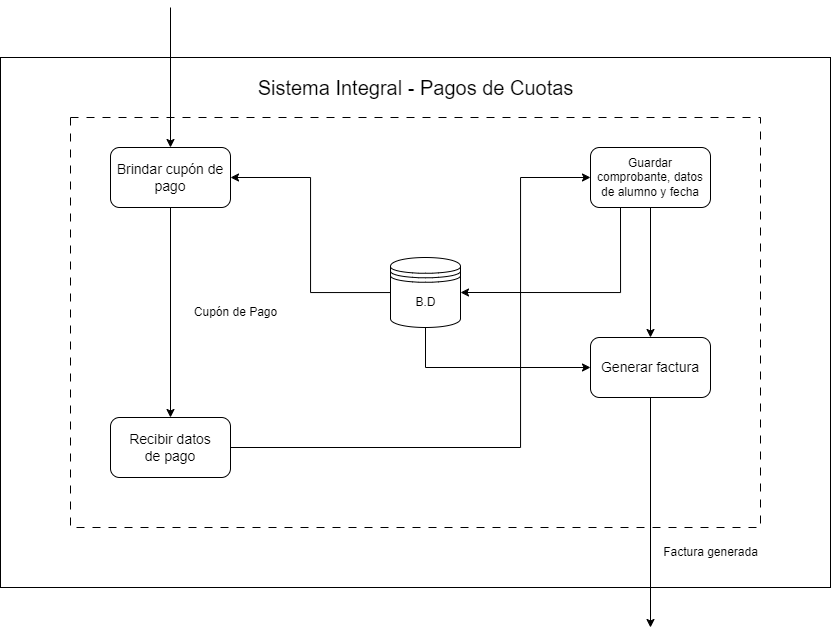 Sistema Integral - Pagos de Cuotas
Brindar cupón de
pago
Guardar
comprobante, datos
de alumno y fecha
B.D
Cupón de Pago
Generar factura
Recibir datos
de pago
Factura generada